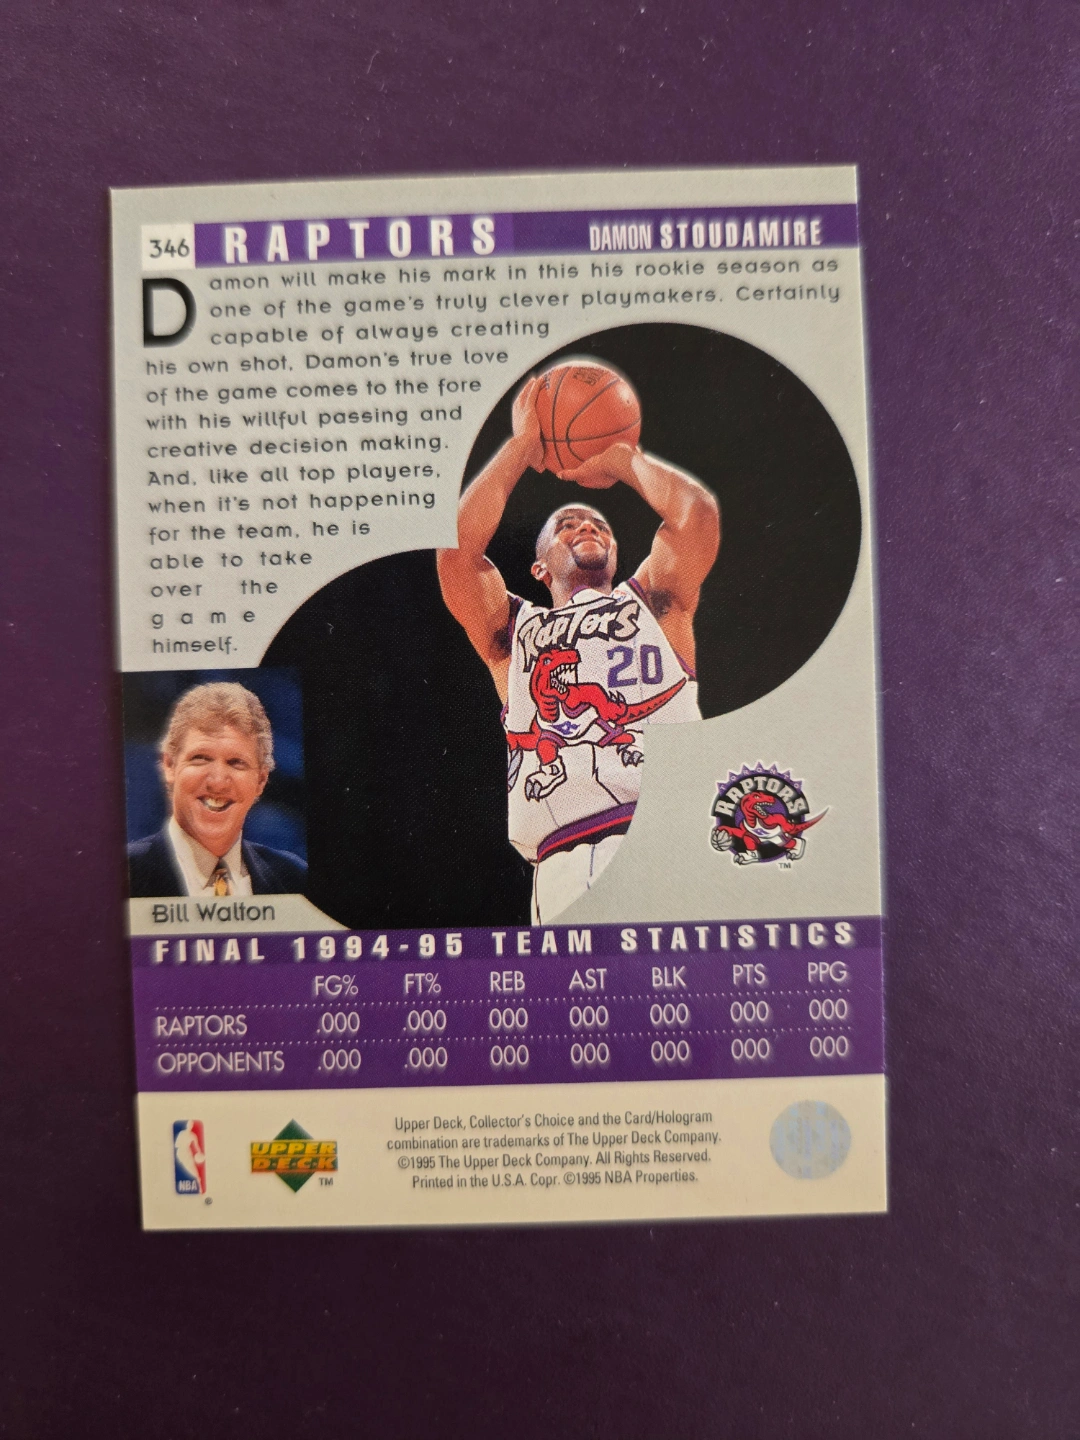 346 RAPTORS DAMON STOUDAMIRE
Damon will make his mark in this his rookie season as
one of the game's truly clever playmakers. Certainly
capable of always creating
his own shot, Damon's true love
of the game comes to the fore
with his willful passing and
creative decision making.
And, like all top players,
when it's not happening
for the team, he is
able to take
over the
game
himself.
RAPTORS
20
RAPTORS
TM
Bill Walton
FINAL 1994-95 TEAM STATISTICS
FG% FT% REB AST BLK PTS PPG
RAPTORS .000 .000 000 000 000 000 000
OPPONENTS .000 .000 000 000 000 000 000
Upper Deck, Collector's Choice and the Card/Hologram
combination are trademarks of The Upper Deck Company.
©1995 The Upper Deck Company. All Rights Reserved.
Printed in the U.S.A. Copr. ©1995 NBA Properties.
NBA
®
UPPER
D·E·C·K
TM